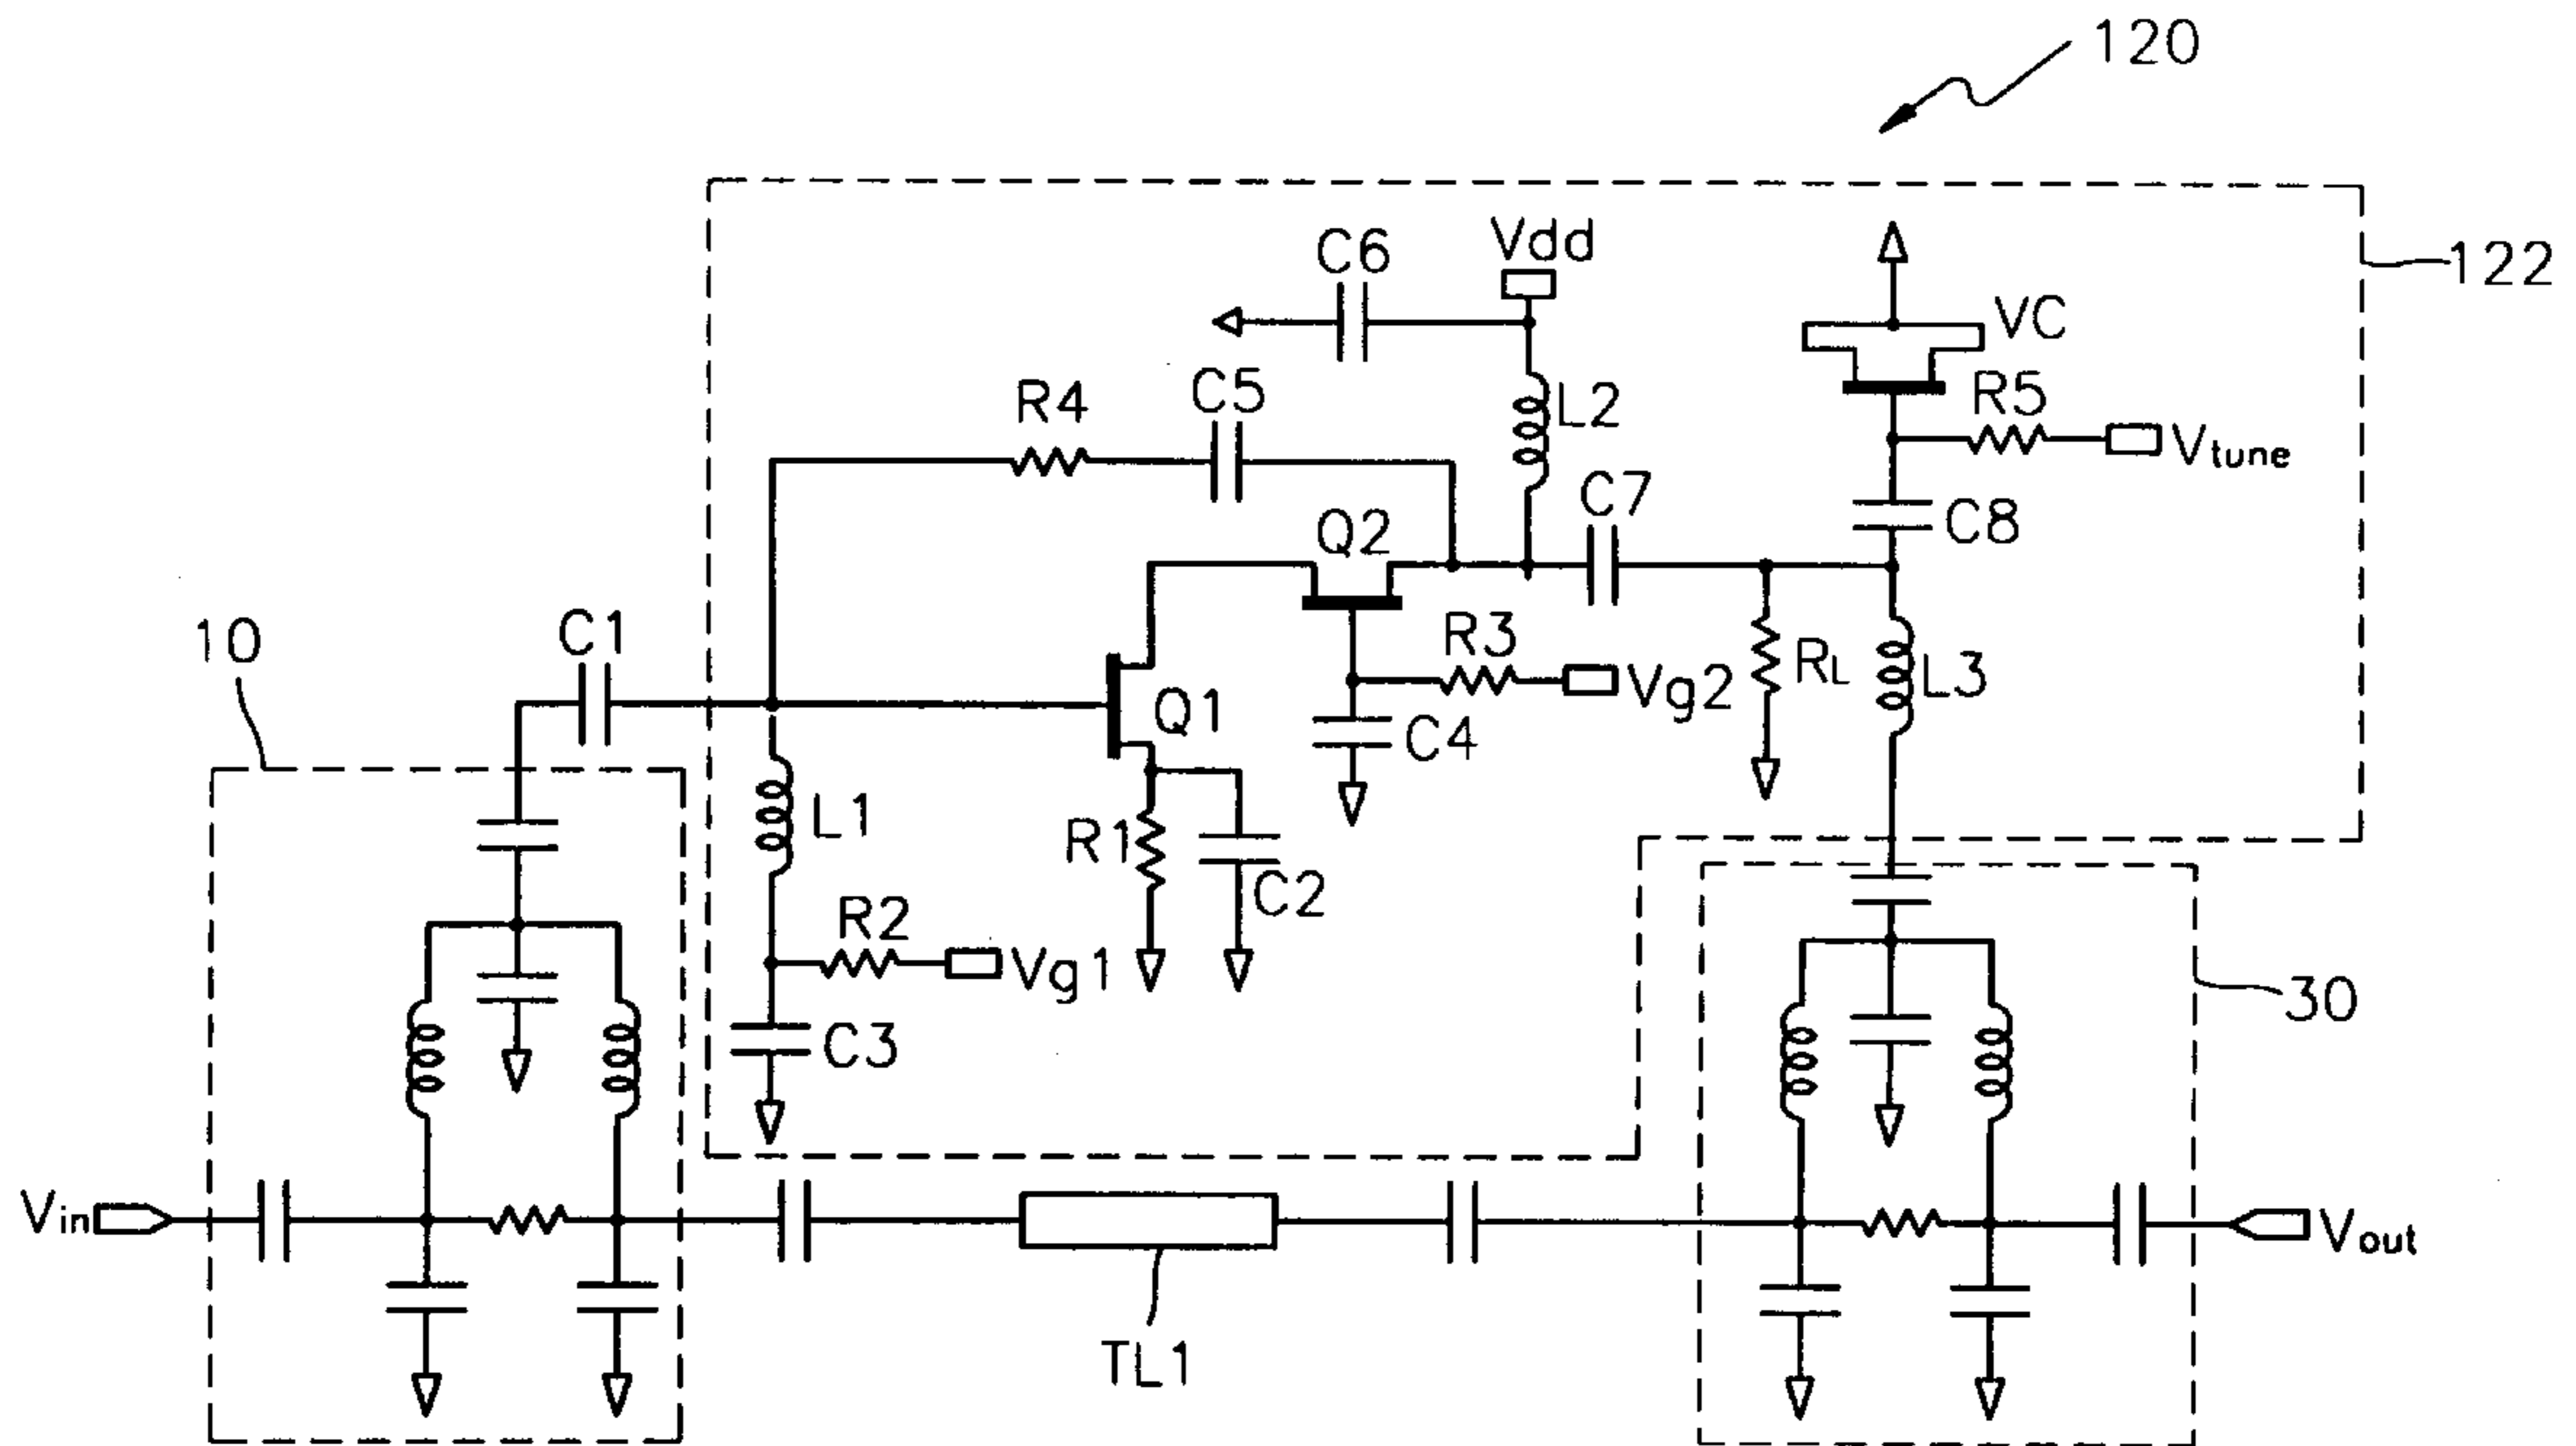 120
122
C6
Vdd
VC
R4
C5
L2
R5
Vtune
C7
C8
Q2
10
C1
R3
RL
L3
Q1
Vg2
C4
L1
R1
C2
R2
Vg1
30
C3
Vin
Vout
TL1